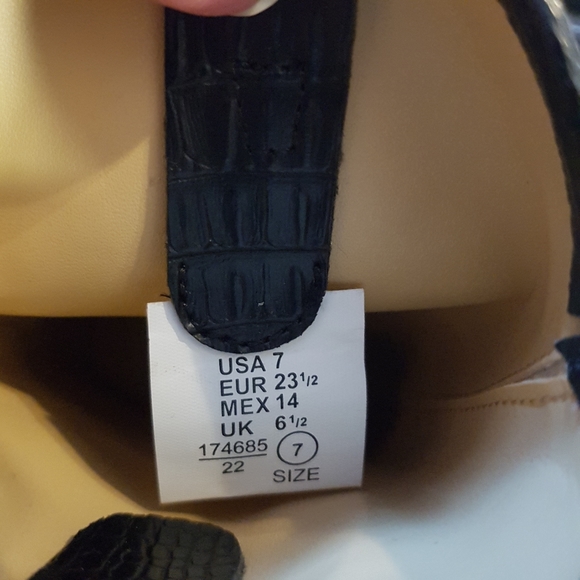 USA 7
EUR 23 1/2
MEX 14
UK 6 1/2
174685 7
22 SIZE